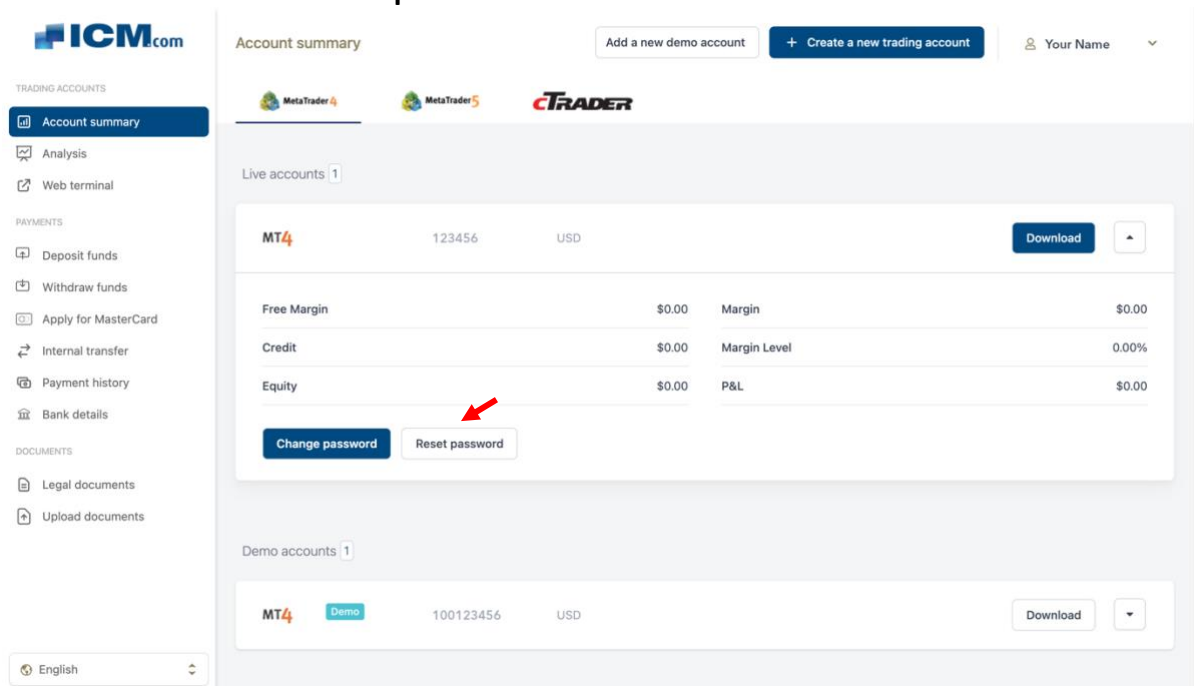 ICM.com
Account summary
Add a new demo account
+ Create a new trading account
Your Name
TRADING ACCOUNTS
Account summary
Analysis
Web terminal
PAYMENTS
Deposit funds
Withdraw funds
Apply for MasterCard
Internal transfer
Payment history
Bank details
DOCUMENTS
Legal documents
Upload documents
English
MetaTrader 4
MetaTrader 5
cTRADER
Live accounts 1
MT4 123456 USD Download
Free Margin $0.00 Margin $0.00
Credit $0.00 Margin Level 0.00%
Equity $0.00 P&L $0.00
Change password Reset password
Demo accounts 1
MT4 Demo 100123456 USD Download